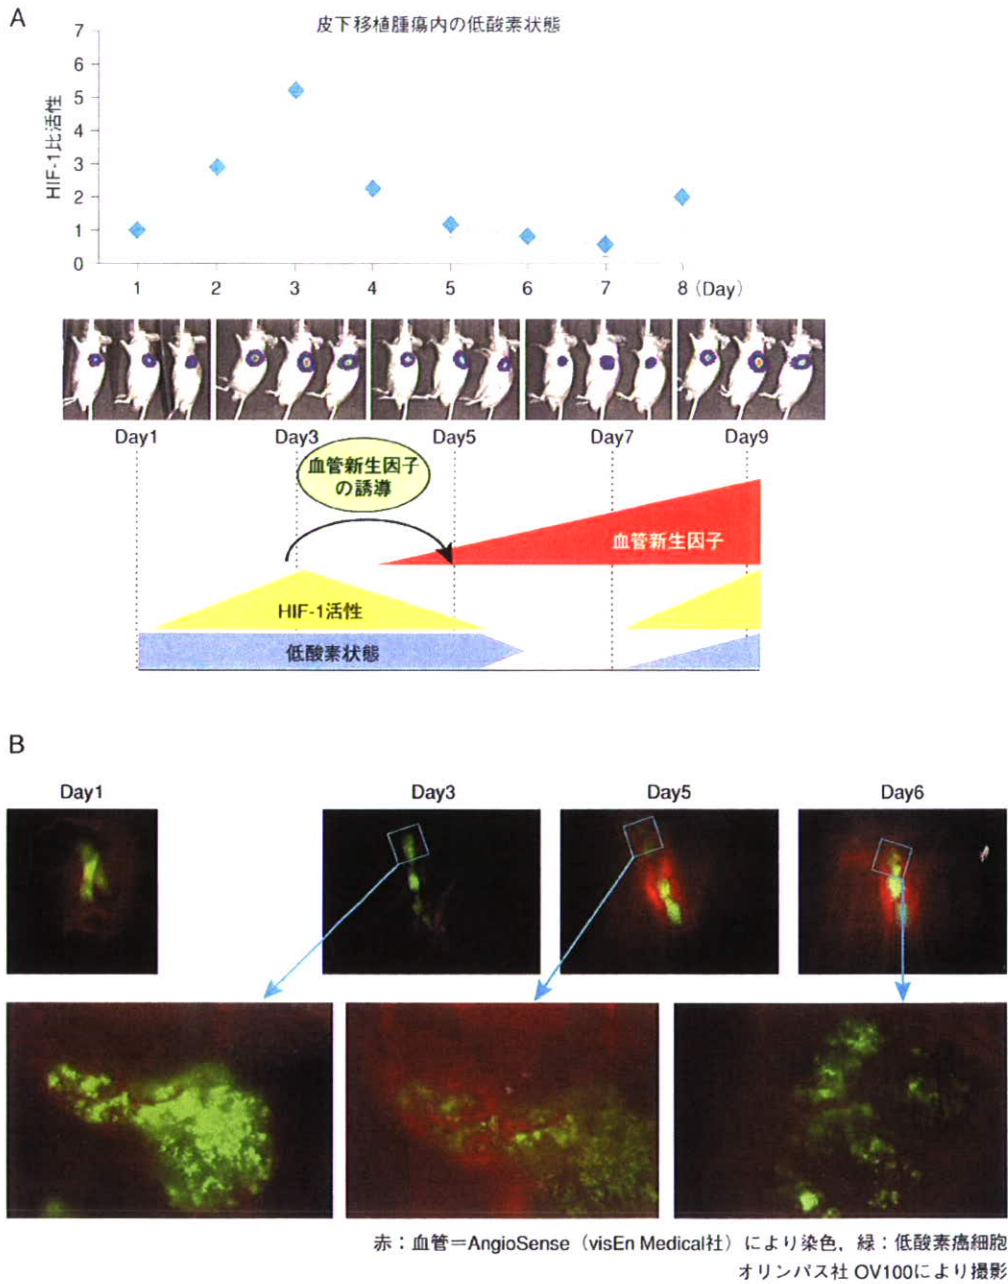 A
皮下移植腫瘍内の低酸素状態
HIF-1比活性
7
6
5
4
3
2
1
0
1 2 3 4 5 6 7 8 (Day)
Day1 Day3 Day5 Day7 Day9
血管新生因子
の誘導
血管新生因子
HIF-1活性
低酸素状態
B
Day1 Day3 Day5 Day6
赤：血管＝AngioSense（visEn Medical社）により染色，緑：低酸素癌細胞
オリンパス社 OV100により撮影